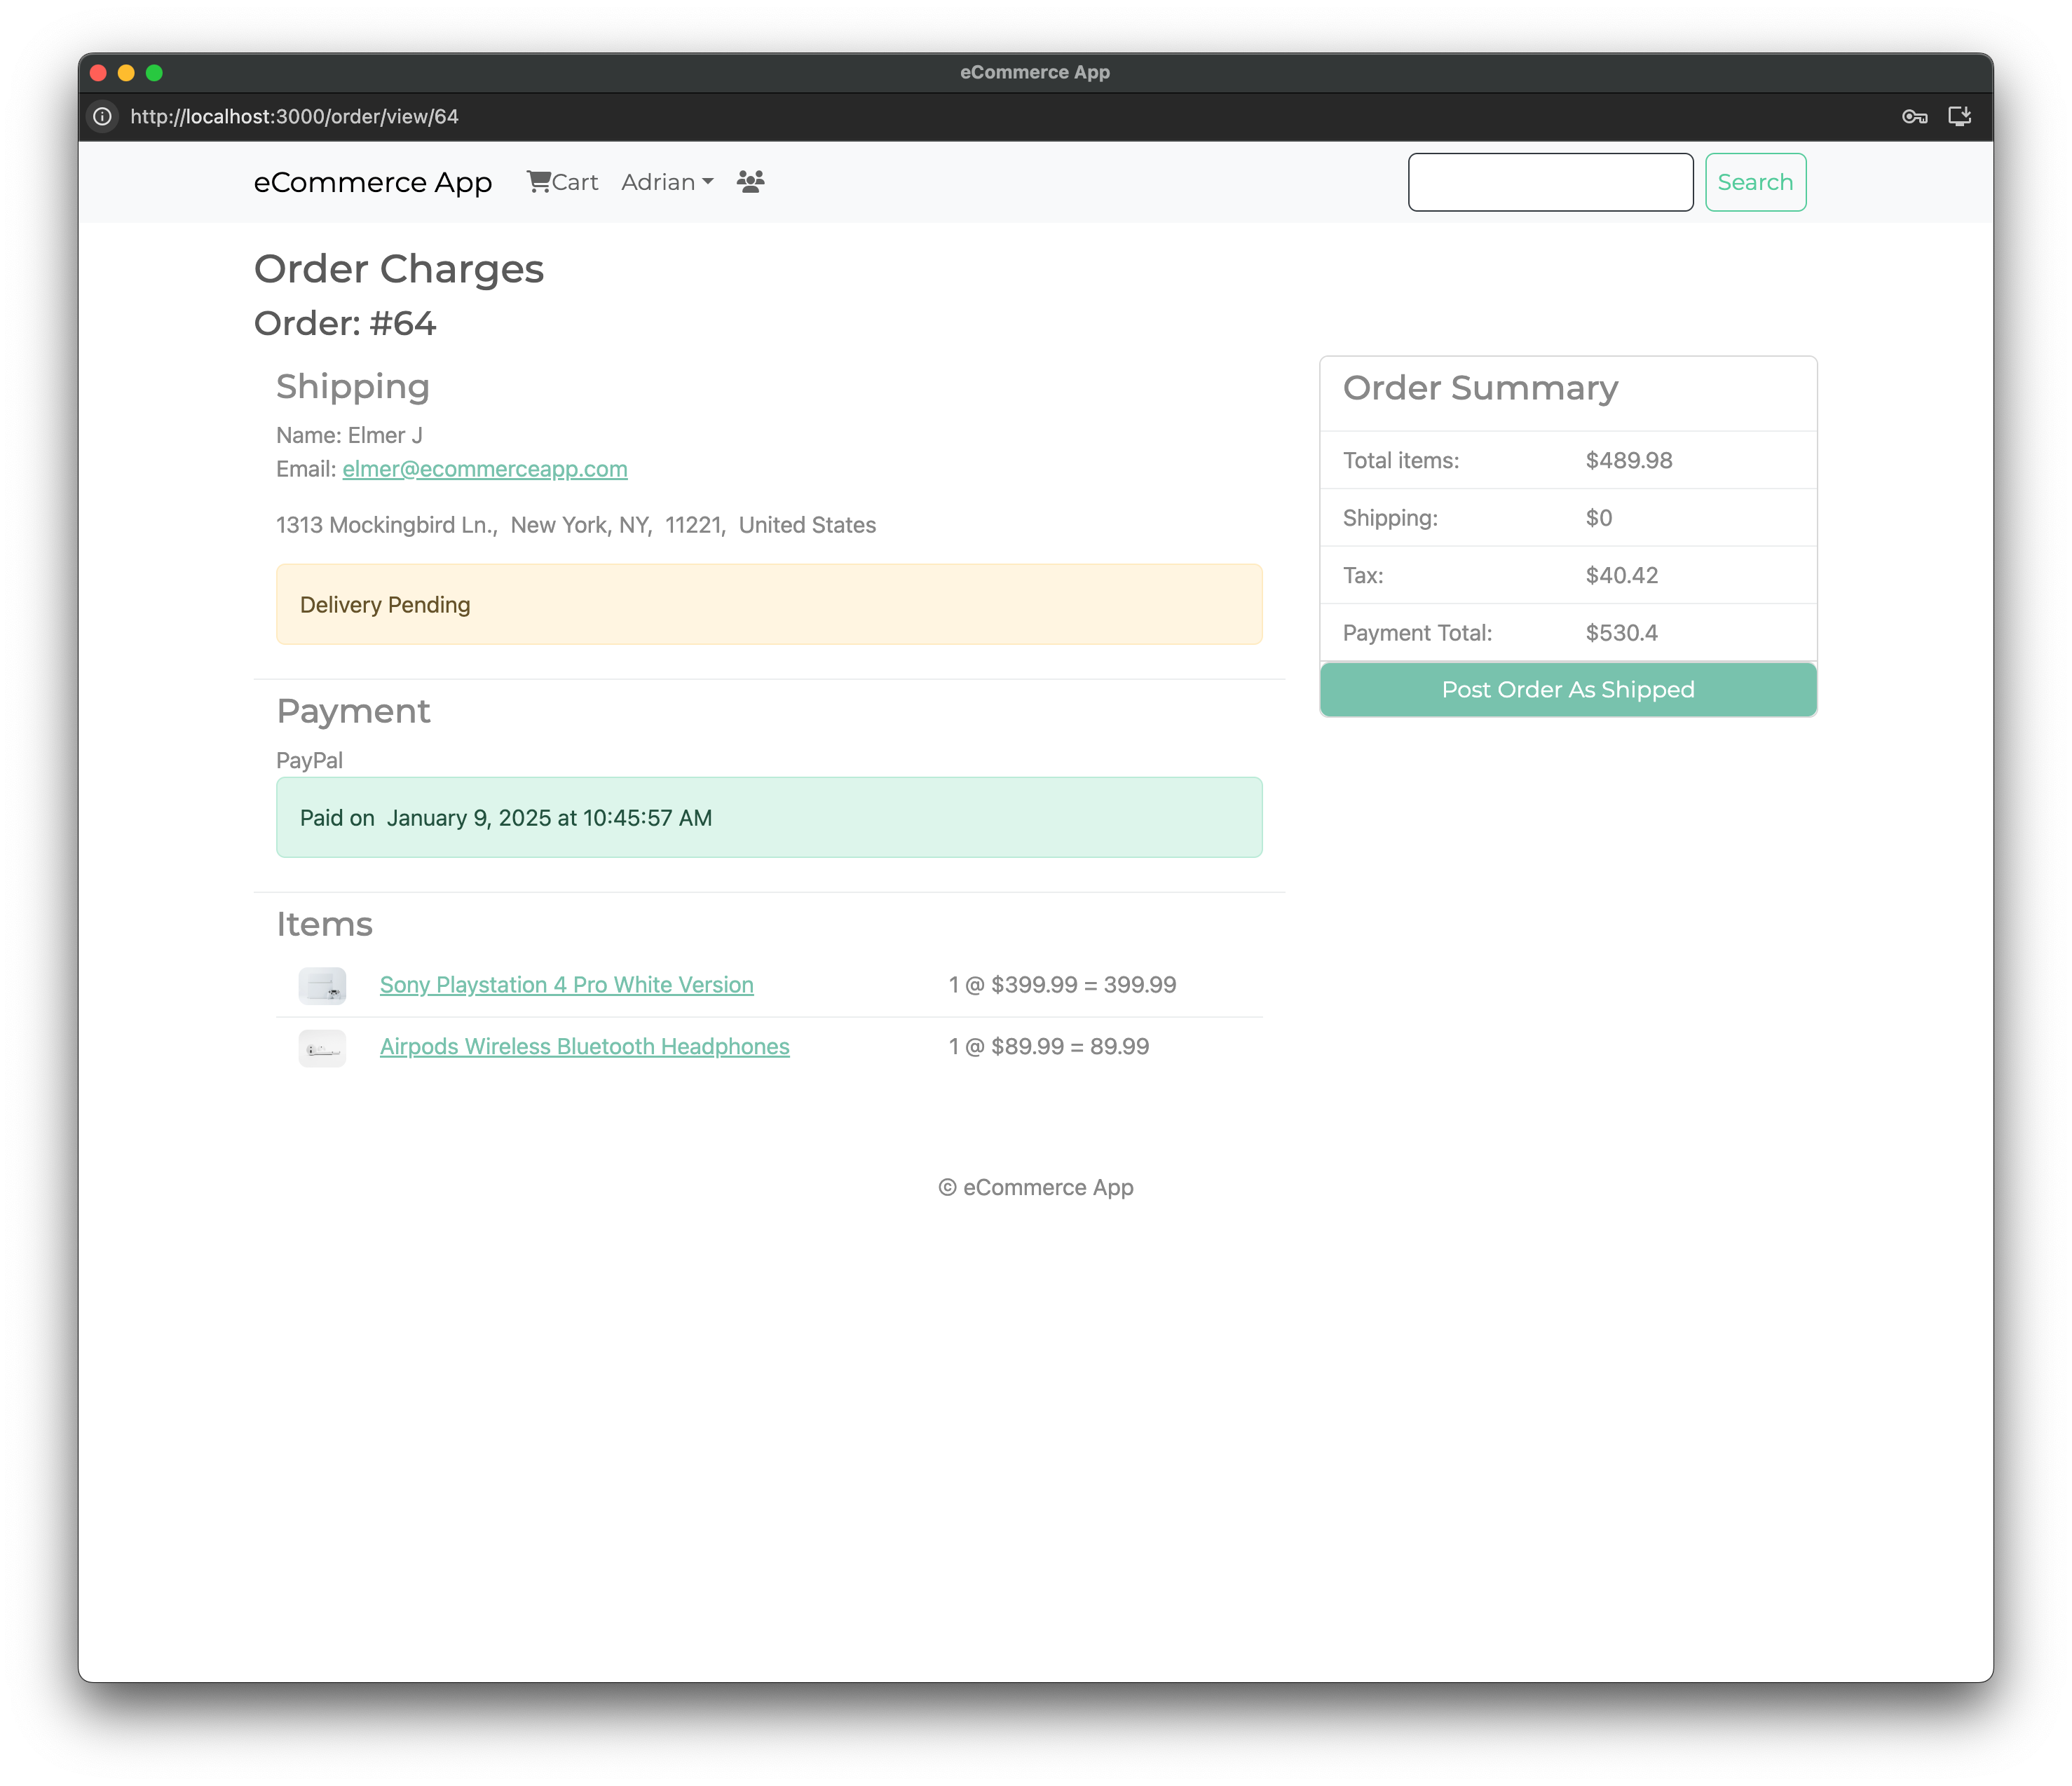 eCommerce App
http://localhost:3000/order/view/64
eCommerce App Cart Adrian Search
Order Charges
Order: #64
Shipping
Name: Elmer J
Email: elmer@ecommerceapp.com
1313 Mockingbird Ln., New York, NY, 11221, United States
Delivery Pending
Payment
PayPal
Paid on January 9, 2025 at 10:45:57 AM
Items
Sony Playstation 4 Pro White Version 1 @ $399.99 = 399.99
Airpods Wireless Bluetooth Headphones 1 @ $89.99 = 89.99
Order Summary
Total items: $489.98
Shipping: $0
Tax: $40.42
Payment Total: $530.4
Post Order As Shipped
© eCommerce App